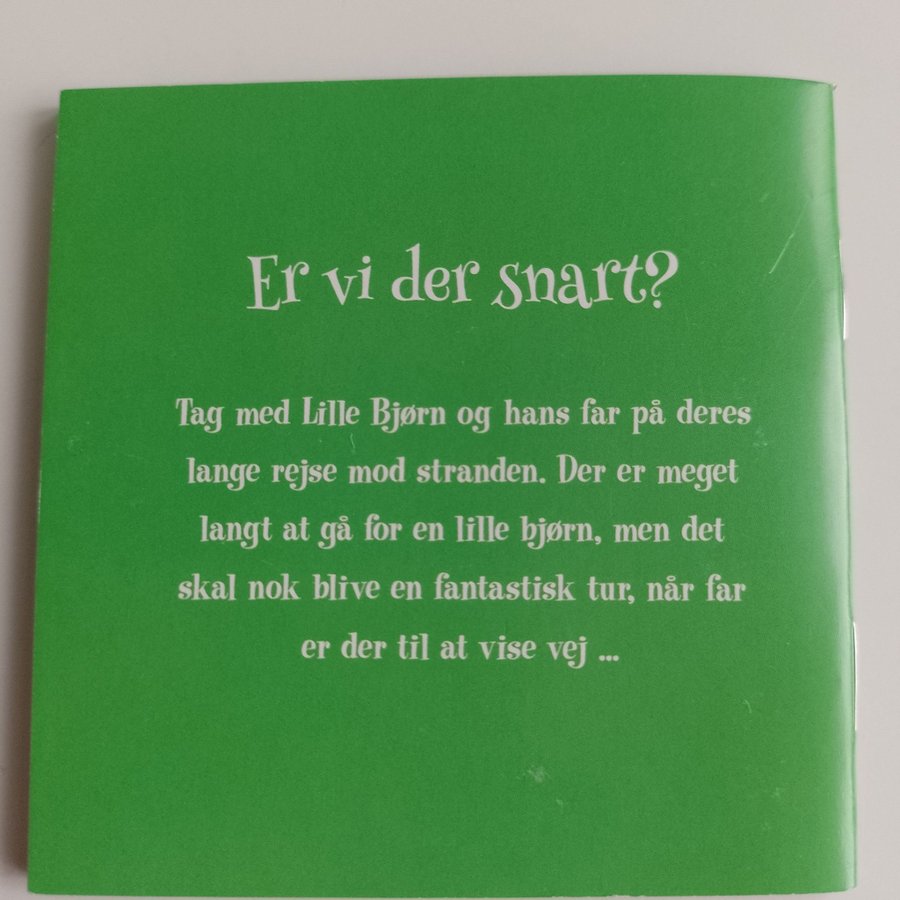 Er vi der snart?
Tag med Lille Bjørn og hans far på deres
lange rejse mod stranden. Der er meget
langt at gå for en lille bjørn, men det
skal nok blive en fantastisk tur, når far
er der til at vise vej ...